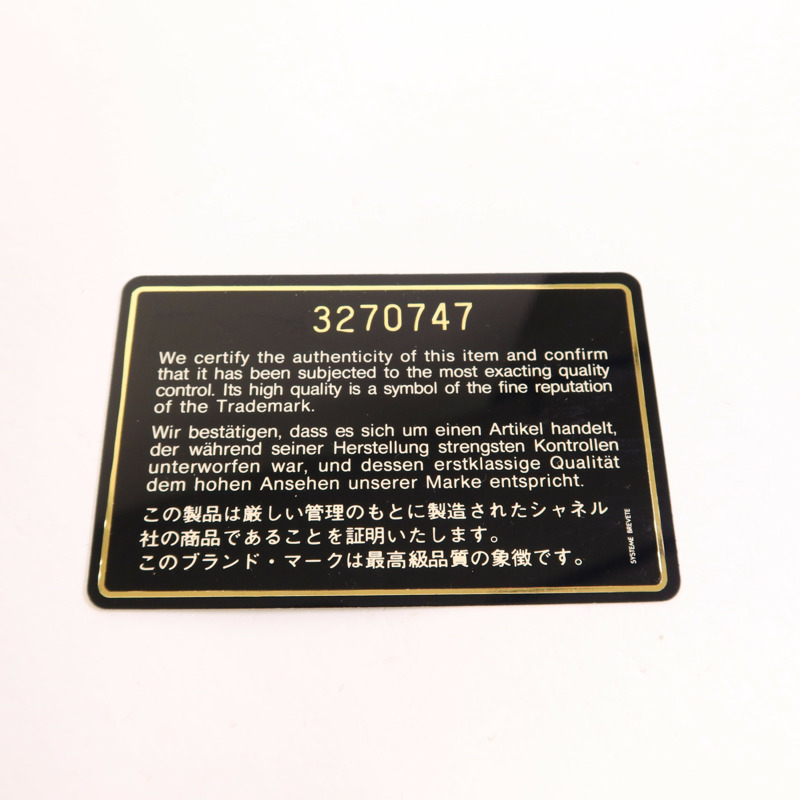 3270747
We certify the authenticity of this item and confirm
that it has been subjected to the most exacting quality
control. Its high quality is a symbol of the fine reputation
of the Trademark.
Wir bestätigen, dass es sich um einen Artikel handelt,
der während seiner Herstellung strengsten Kontrollen
unterworfen war, und dessen erstklassige Qualität
dem hohen Ansehen unserer Marke entspricht.
この製品は厳しい管理のもとに製造されたシャネル
社の商品であることを証明いたします。
このブランド・マークは最高級品質の象徴です。
SYSTEME BREVETE